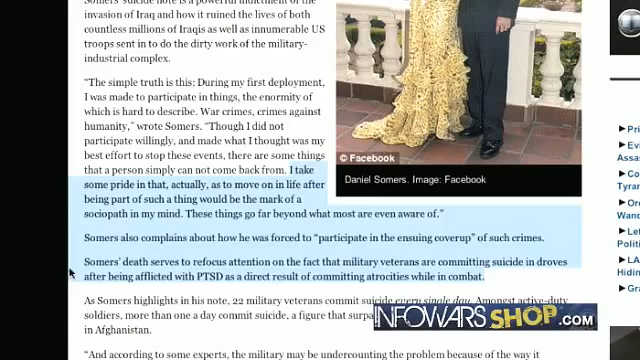 Somers' suicide note is a powerful indictment of the
invasion of Iraq and how it ruined the lives of both
countless millions of Iraqis as well as innumerable US
troops sent in to do the dirty work of the military-
industrial complex.
"The simple truth is this: During my first deployment,
I was made to participate in things, the enormity of
which is hard to describe. War crimes, crimes against
humanity," wrote Somers. "Though I did not
participate willingly, and made what I thought was my
best effort to stop these events, there are some things
that a person simply can not come back from. I take
some pride in that, actually, as to move on in life after
being part of such a thing would be the mark of a
sociopath in my mind. These things go far beyond what most are even aware of."
Somers also complains about how he was forced to "participate in the ensuing coverup" of such crimes.
Somers' death serves to refocus attention on the fact that military veterans are committing suicide in droves
after being afflicted with PTSD as a direct result of committing atrocities while in combat.
As Somers highlights in his note, 22 military veterans commit suicide every single day. Amongst active-duty
soldiers, more than one a day commit suicide, a figure that
in Afghanistan.
"And according to some experts, the military may be undercounting the problem because of the way it
© Facebook
Daniel Somers. Image: Facebook
Pri
Evi
Ass
Co
Tyran
Or
Wan
Lef
Politi
LA
Hidin
Gra
INFOWARS SHOP.COM